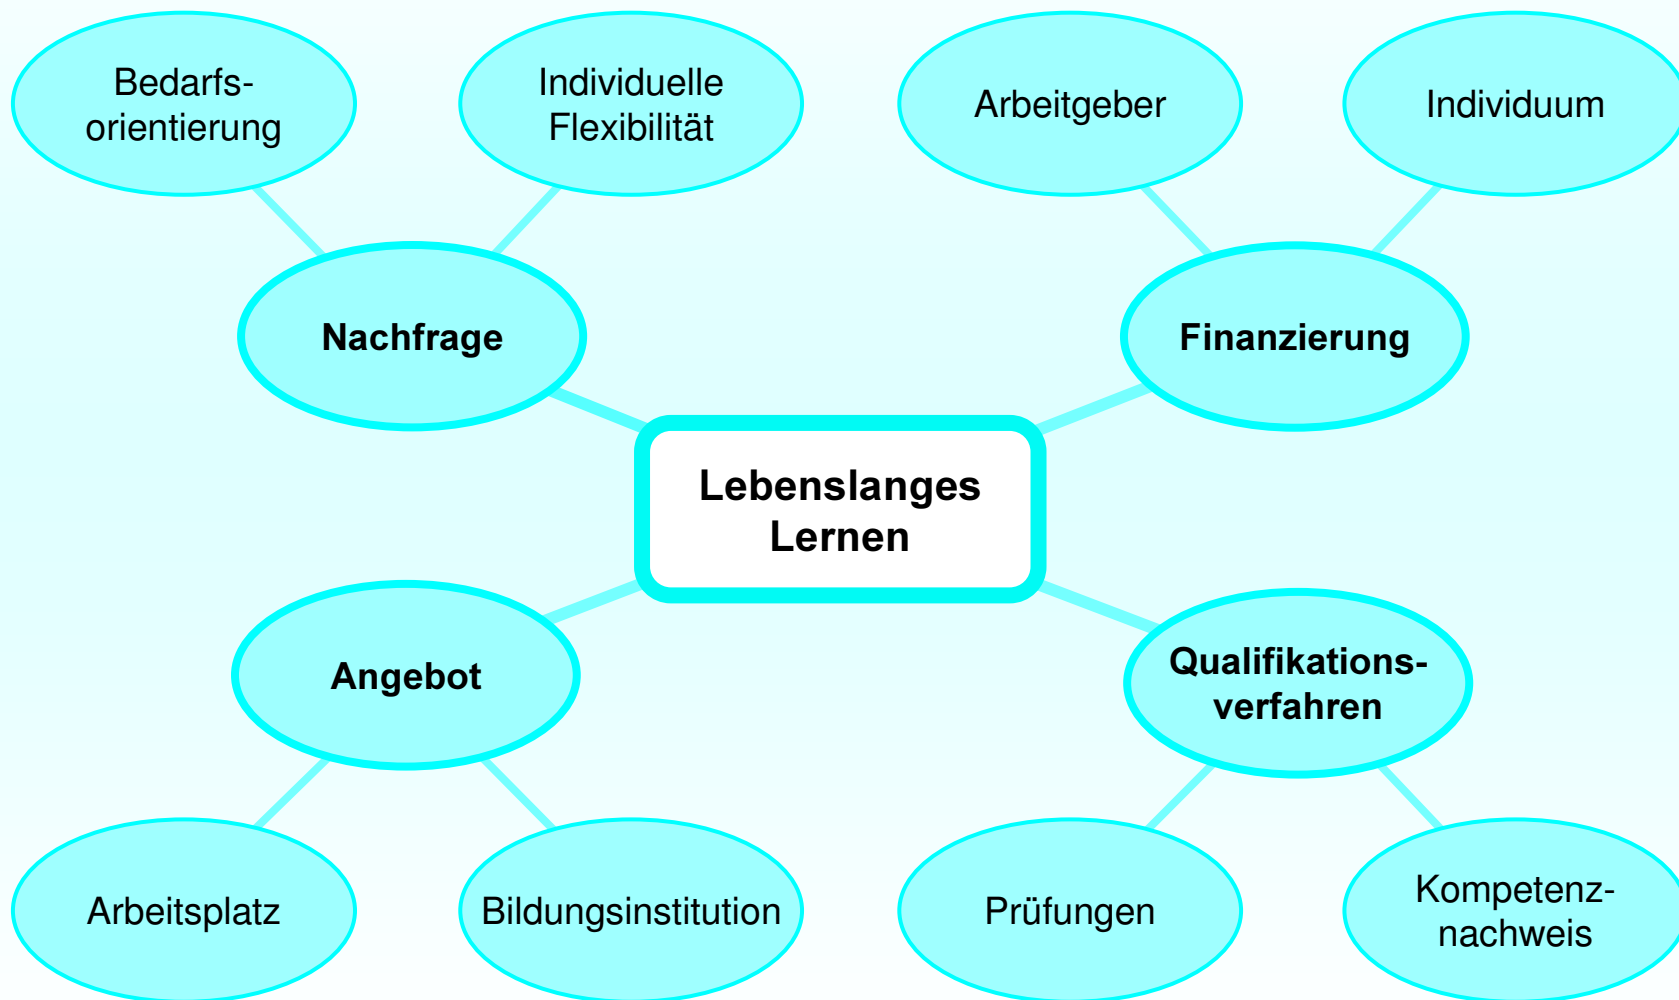 Bedarfs-
orientierung
Individuelle
Flexibilität
Arbeitgeber
Individuum
Nachfrage
Finanzierung
Lebenslanges
Lernen
Angebot
Qualifikations-
verfahren
Arbeitsplatz
Bildungsinstitution
Prüfungen
Kompetenz-
nachweis